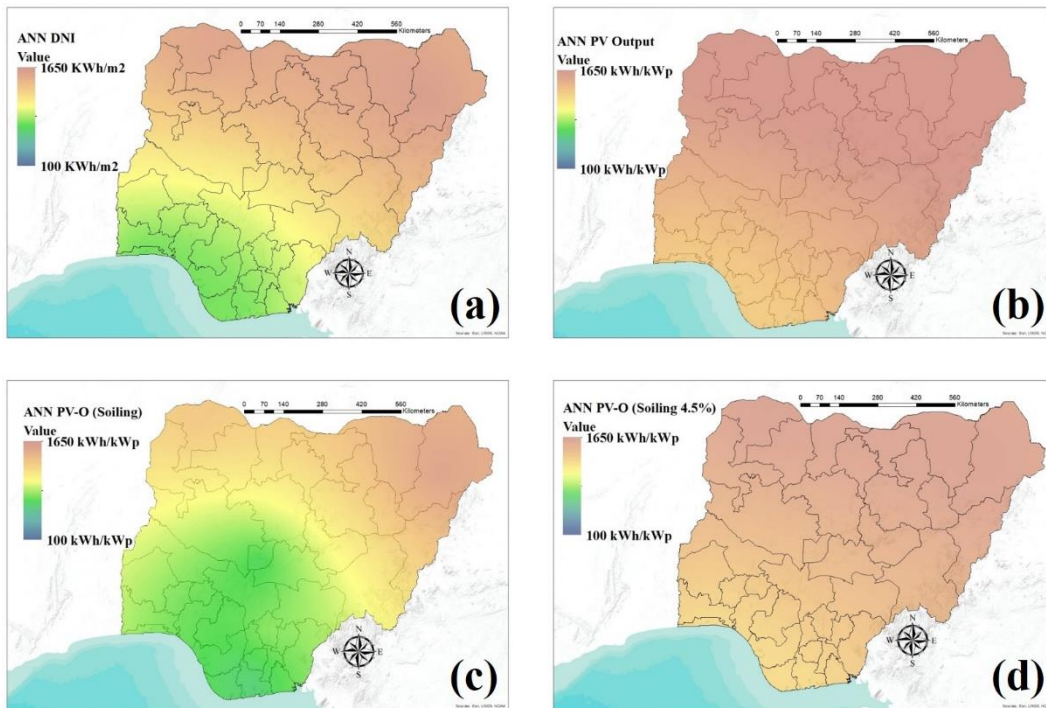 0 70 140 280 420 560
Kilometers
ANN DNI
Value
1650 KWh/m2
100 KWh/m2
N
W E
S
(a)
0 70 140 280 420 560
Kilometers
ANN PV Output
Value
1650 kWh/kWp
100 kWh/kWp
N
W E
S
(b)
0 70 140 280 420 560
Kilometers
ANN PV-O (Soiling)
Value
1650 kWh/kWp
100 kWh/kWp
N
W E
S
(c)
0 70 140 280 420 560
Kilometers
ANN PV-O (Soiling 4.5%)
Value
1650 kWh/kWp
100 kWh/kWp
N
W E
S
(d)